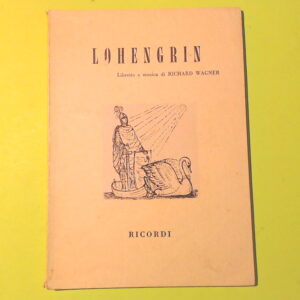 LOHENGRIN
Libretto e musica di RICHARD WAGNER
RICORDI